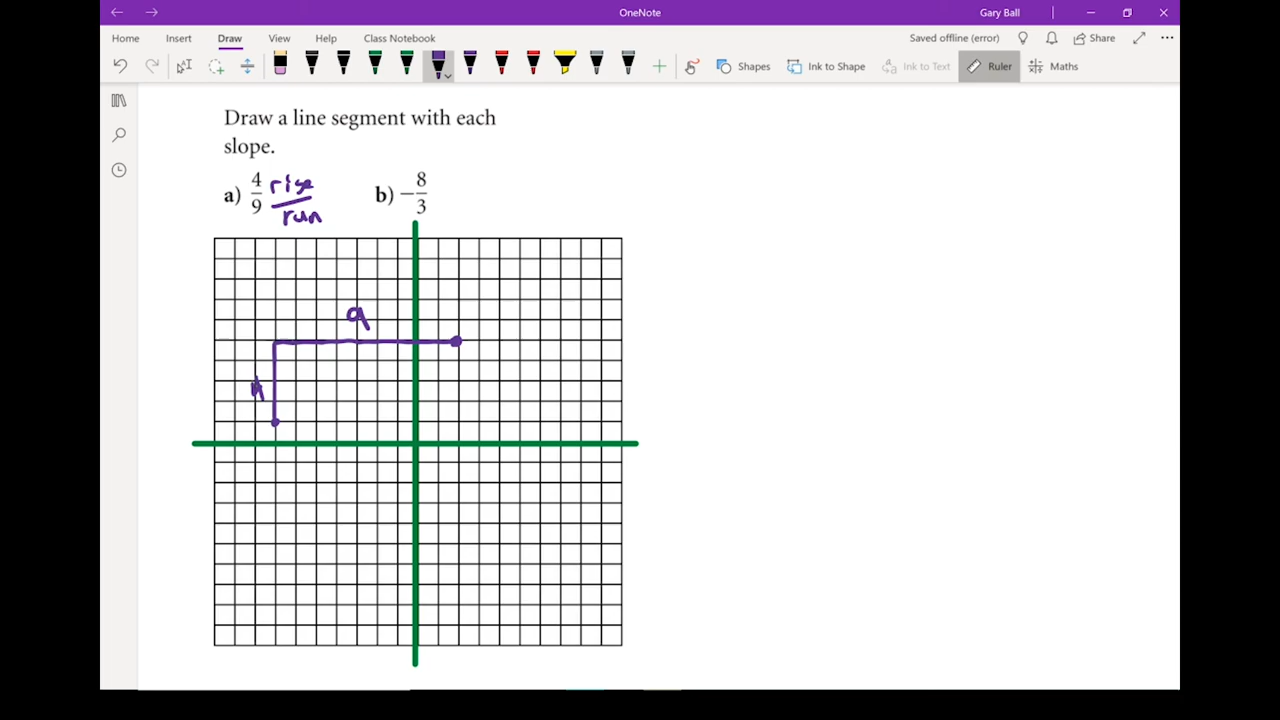 OneNote
Gary Ball
Home Insert Draw View Help Class Notebook
Saved offline (error) Share
Shapes Ink to Shape Ink to Text Ruler Maths
Draw a line segment with each
slope.
a) 4/9 rise/run b) -8/3
9
4